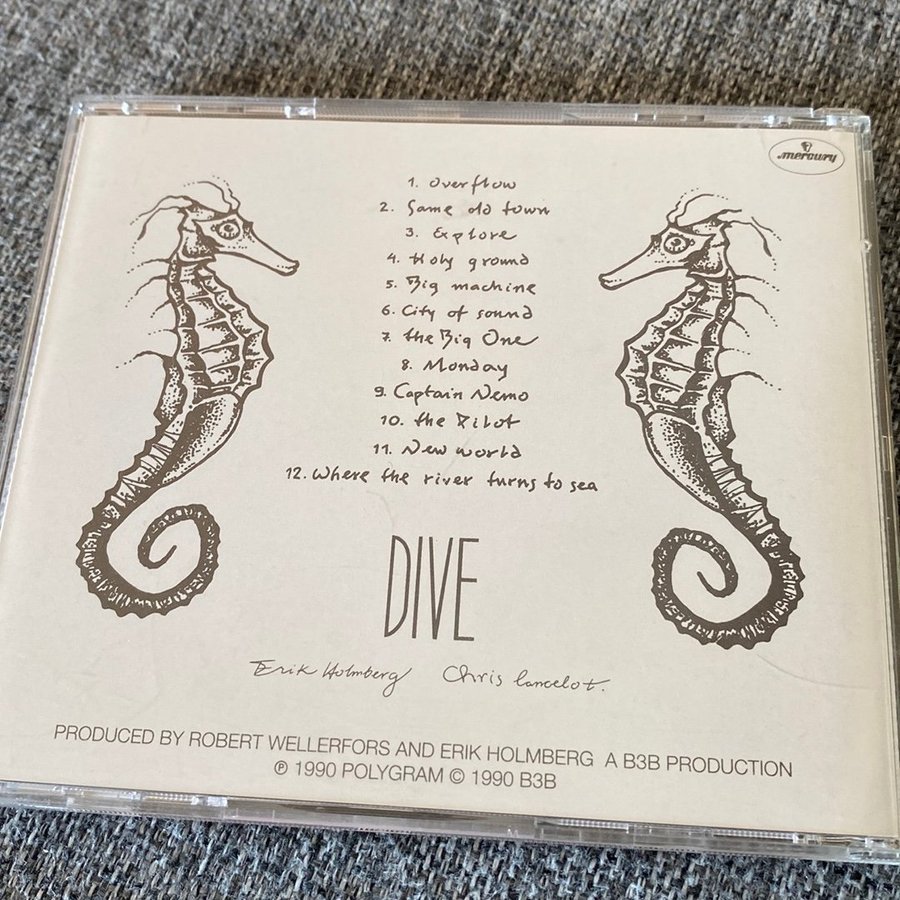 mercury
1. Overflow
2. Same old town
3. Explore
4. Holy ground
5. Big machine
6. City of sound
7. the Big One
8. Monday
9. Captain Nemo
10. the Pilot
11. New world
12. Where the river turns to sea
DIVE
Erik Holmberg Chris Lancelot.
PRODUCED BY ROBERT WELLERFORS AND ERIK HOLMBERG A B3B PRODUCTION
℗ 1990 POLYGRAM © 1990 B3B